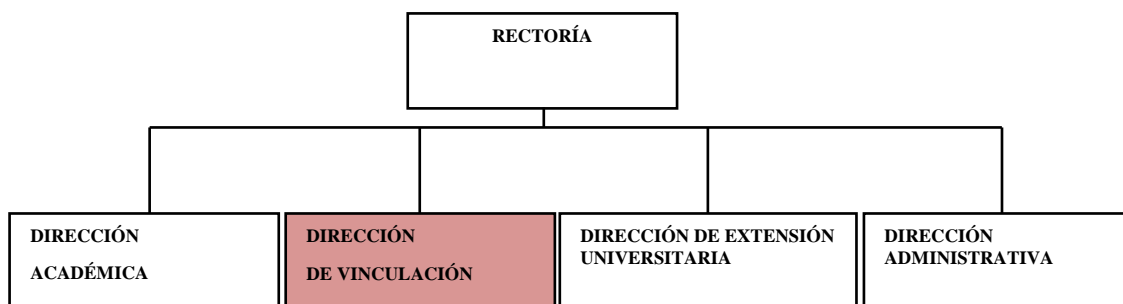 RECTORÍA
DIRECCIÓN
ACADÉMICA
DIRECCIÓN
DE VINCULACIÓN
DIRECCIÓN DE EXTENSIÓN
UNIVERSITARIA
DIRECCIÓN
ADMINISTRATIVA